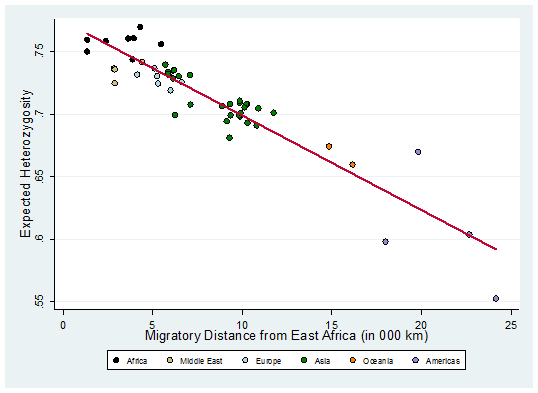 Expected Heterozygosity
.75
.7
.65
.6
.55
0 5 10 15 20 25
Migratory Distance from East Africa (in 000 km)
Africa Middle East Europe Asia Oceania Americas